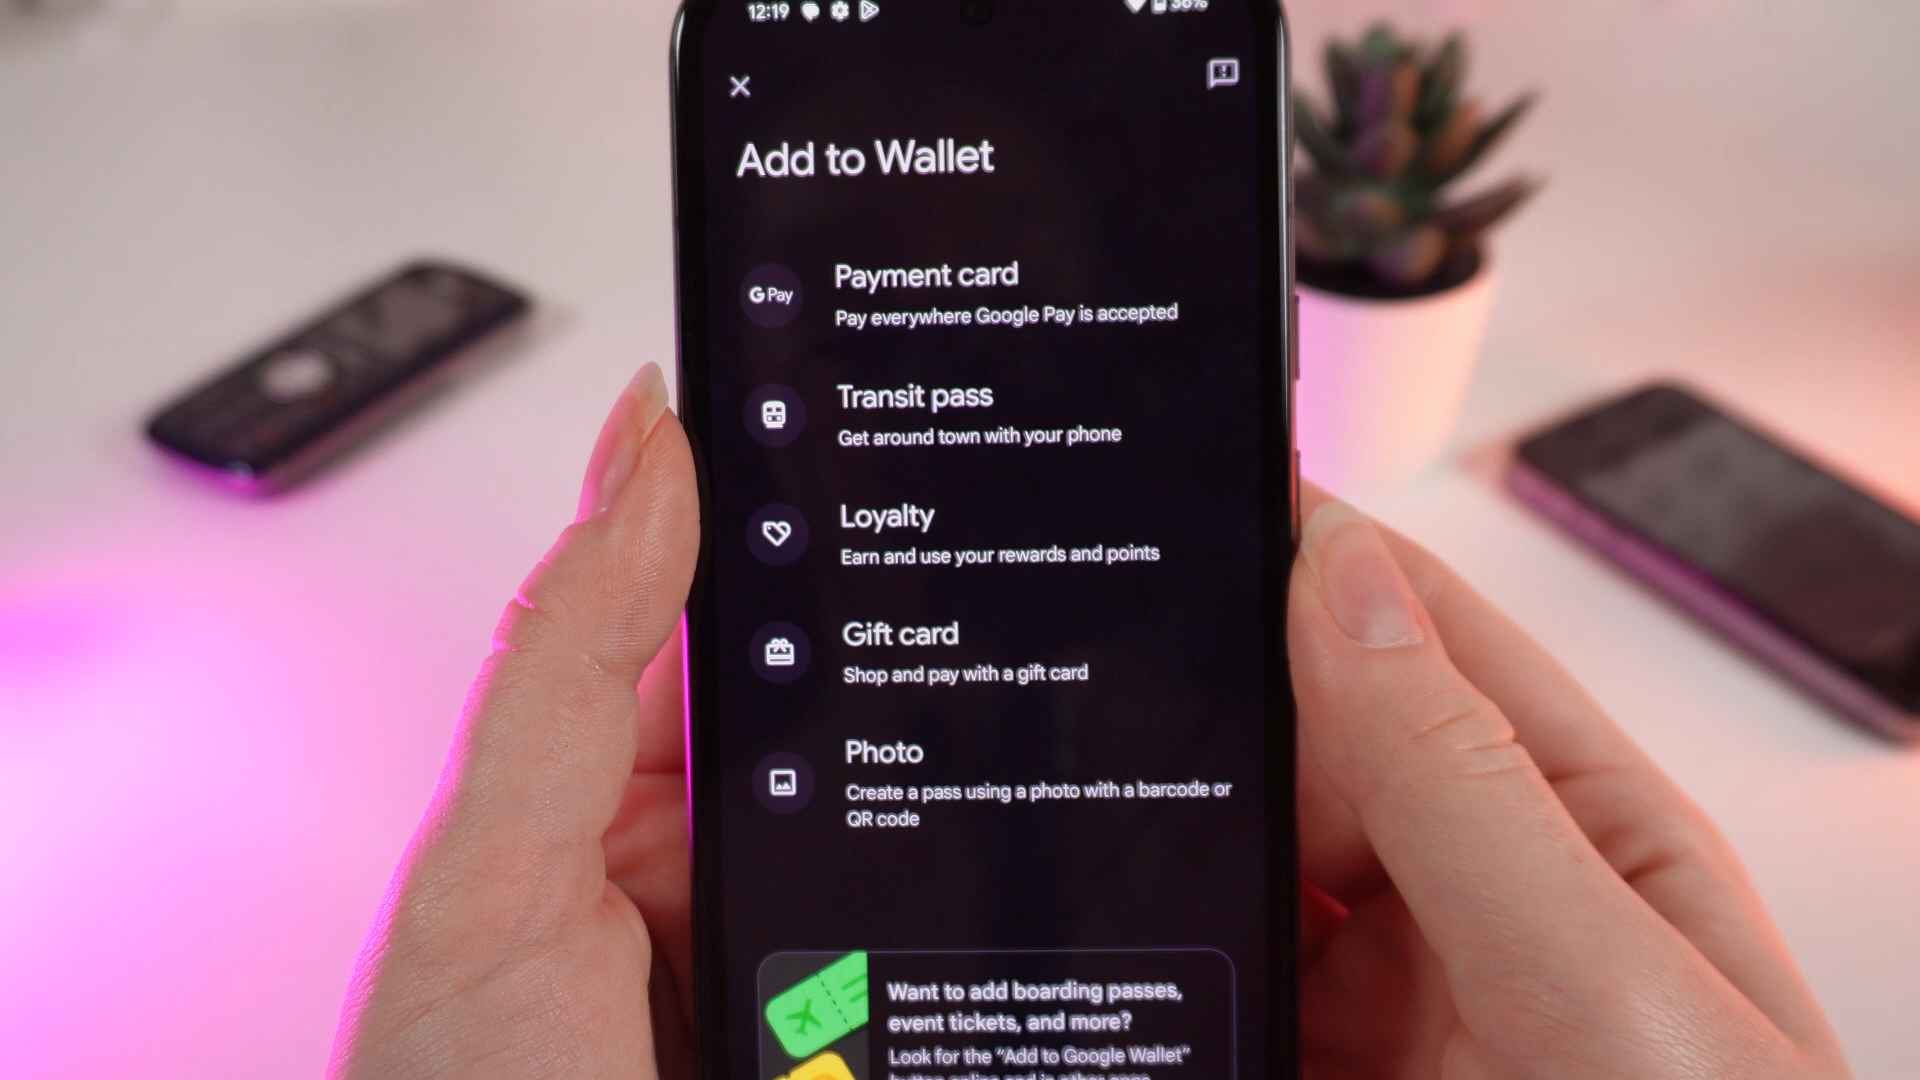 12:19
36%
Add to Wallet
G Pay
Payment card
Pay everywhere Google Pay is accepted
Transit pass
Get around town with your phone
Loyalty
Earn and use your rewards and points
Gift card
Shop and pay with a gift card
Photo
Create a pass using a photo with a barcode or
QR code
Want to add boarding passes,
event tickets, and more?
Look for the “Add to Google Wallet”